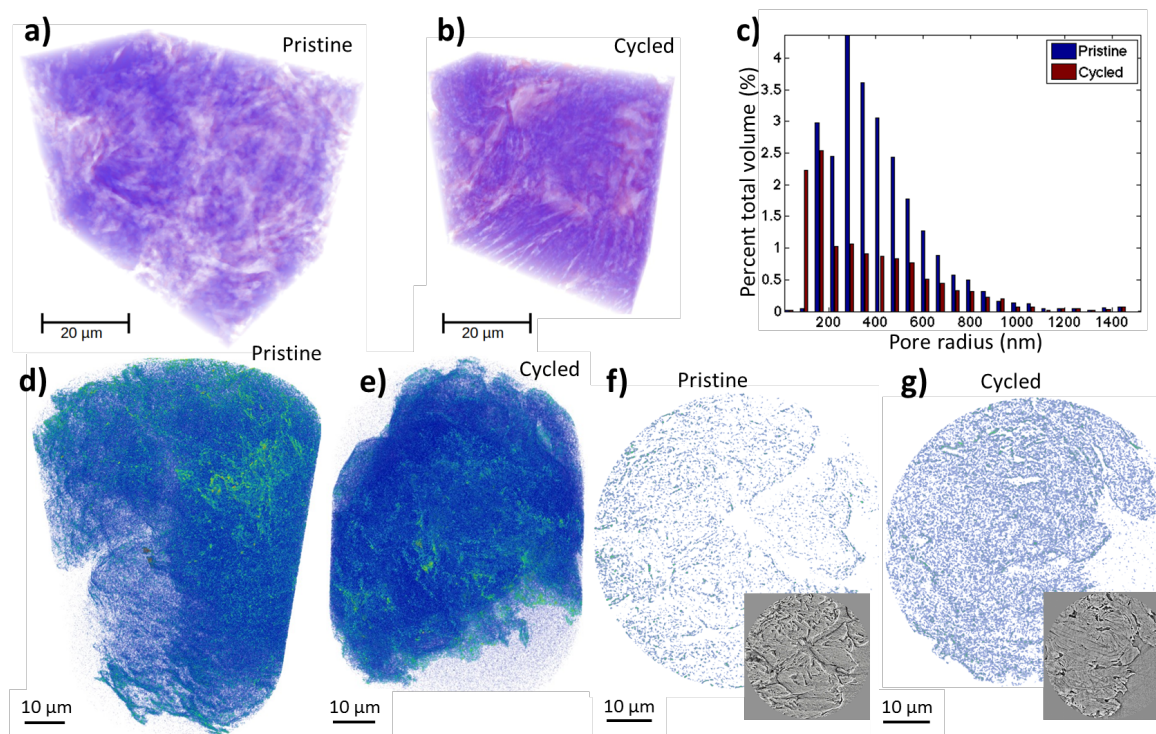 a)
Pristine
20 µm
b)
Cycled
20 µm
c)
Percent total volume (%)
4
3.5
3
2.5
2
1.5
1
0.5
0
200 400 600 800 1000 1200 1400
Pore radius (nm)
Pristine
Cycled
d)
Pristine
10 µm
e)
Cycled
10 µm
f)
Pristine
g)
Cycled
10 µm